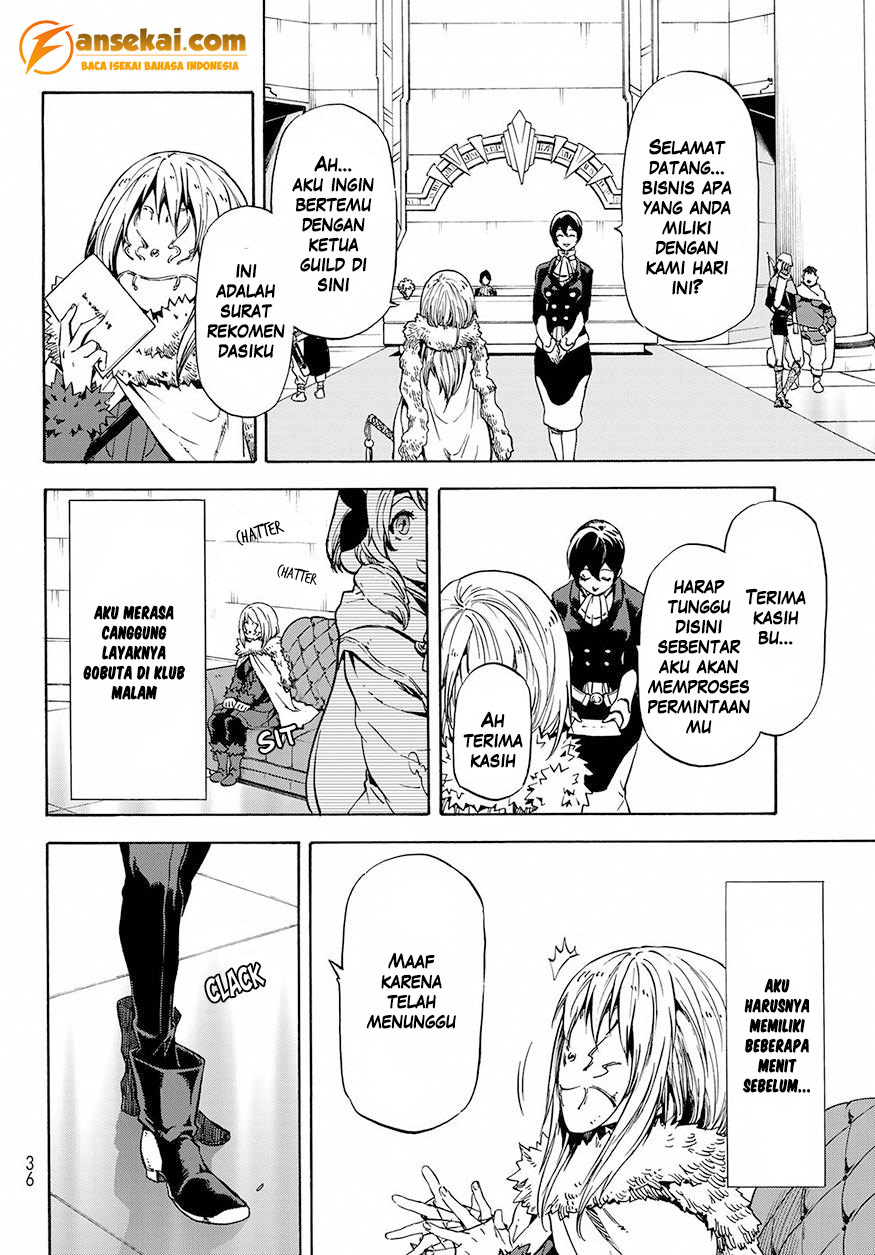 Fansekai.com
BACA ISEKAI BAHASA INDONESIA
SELAMAT
DATANG...
BISNIS APA
YANG ANDA
MILIKI
DENGAN
KAMI HARI
INI?
AH...
AKU INGIN
BERTEMU
DENGAN
KETUA
GUILD DI
SINI
INI
ADALAH
SURAT
REKOMEN
DASIKU
TERIMA
KASIH
BU...
HARAP
TUNGGU
DISINI
SEBENTAR
AKU AKAN
MEMPROSES
PERMINTAAN
MU
AH
TERIMA
KASIH
CHATTER
CHATTER
AKU MERASA
CANGGUNG
LAYAKNYA
GOBUTA DI KLUB
MALAM
SIT
AKU
HARUSNYA
MEMILIKI
BEBERAPA
MENIT
SEBELUM...
MAAF
KARENA
TELAH
MENUNGGU
CLACK
36